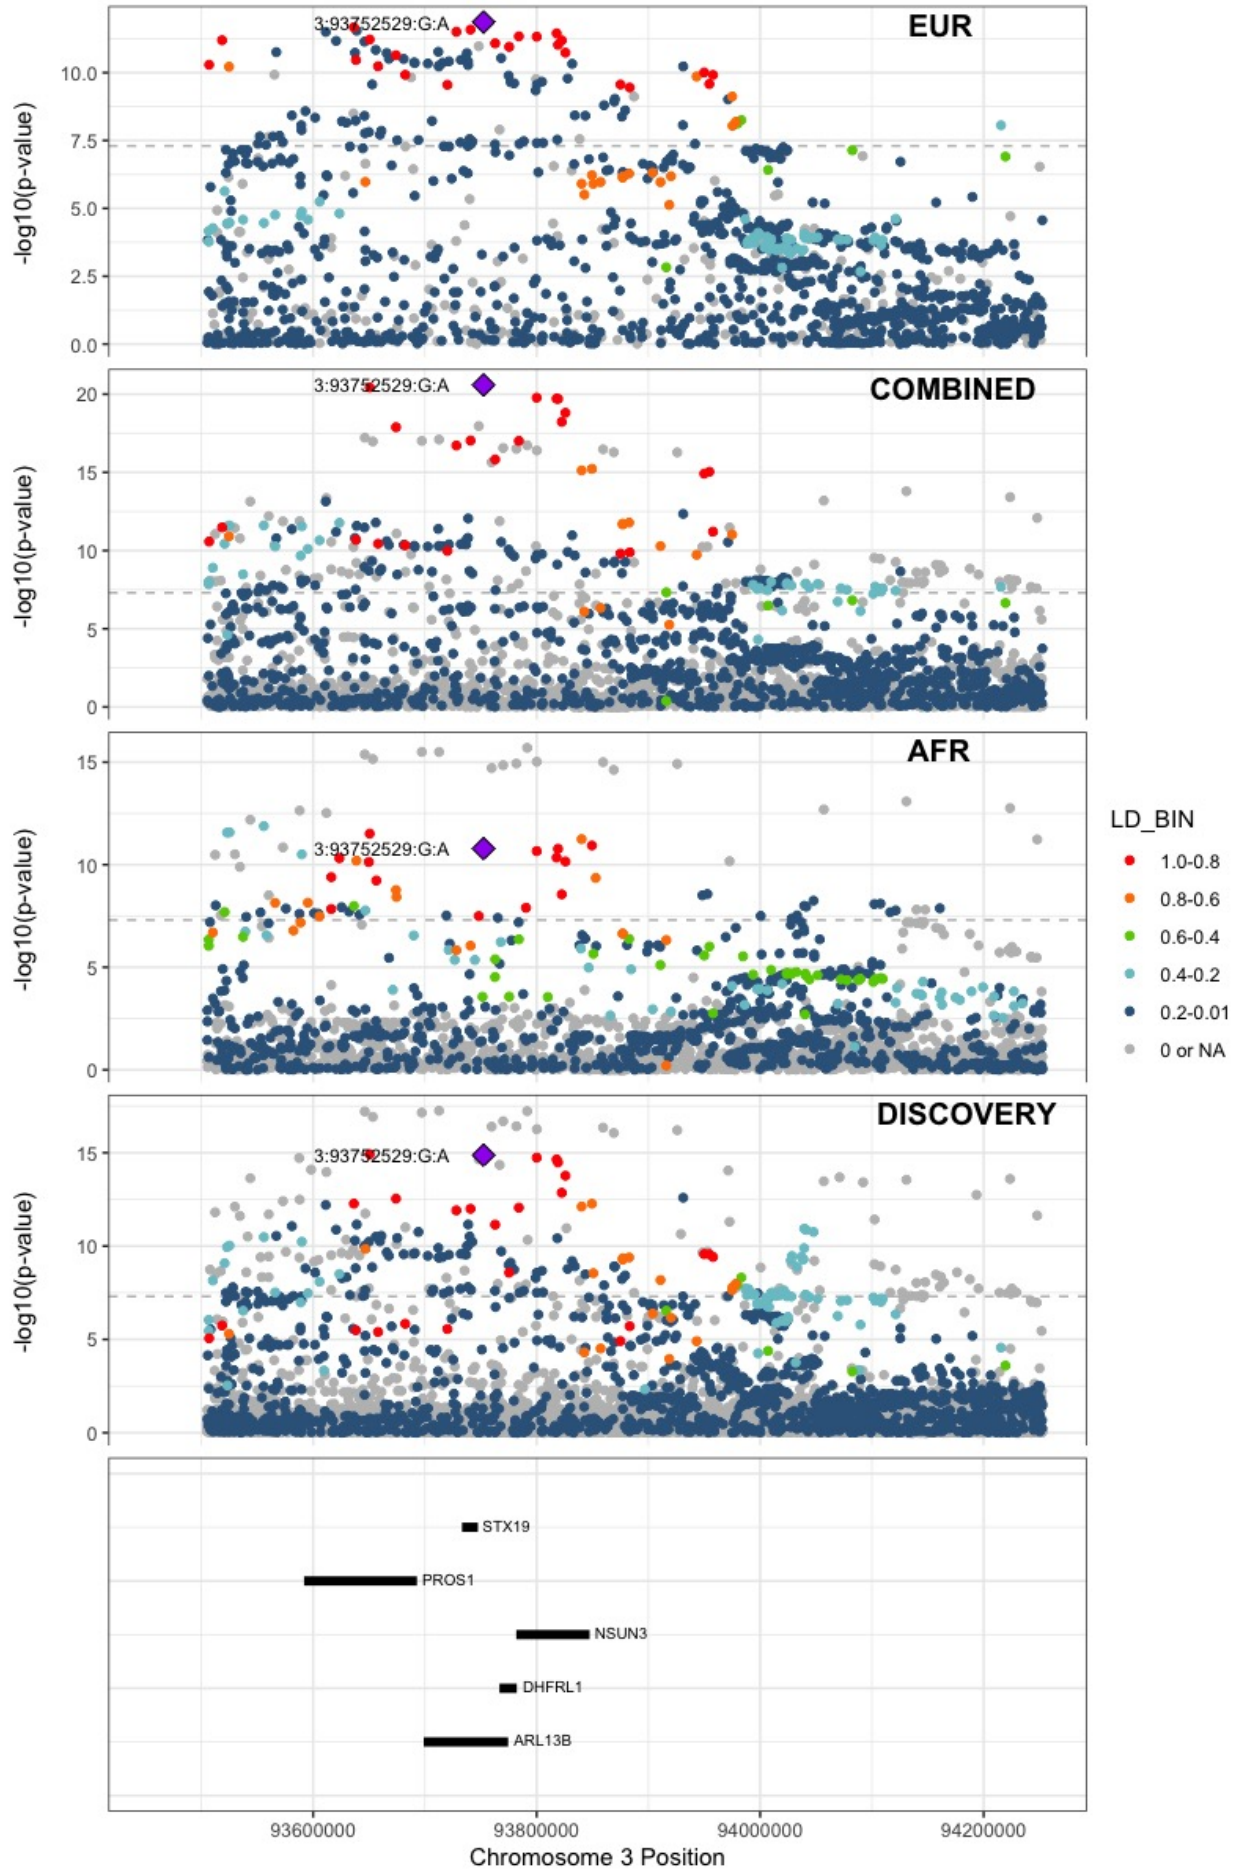 EUR
3:93752529:G:A
10.0
7.5
5.0
2.5
0.0
-log10(p-value)
COMBINED
3:93752529:G:A
20
15
10
5
0
-log10(p-value)
AFR
3:93752529:G:A
15
10
5
0
-log10(p-value)
LD_BIN
1.0-0.8
0.8-0.6
0.6-0.4
0.4-0.2
0.2-0.01
0 or NA
DISCOVERY
3:93752529:G:A
15
10
5
0
-log10(p-value)
STX19
PROS1
NSUN3
DHFRL1
ARL13B
93600000 93800000 94000000 94200000
Chromosome 3 Position